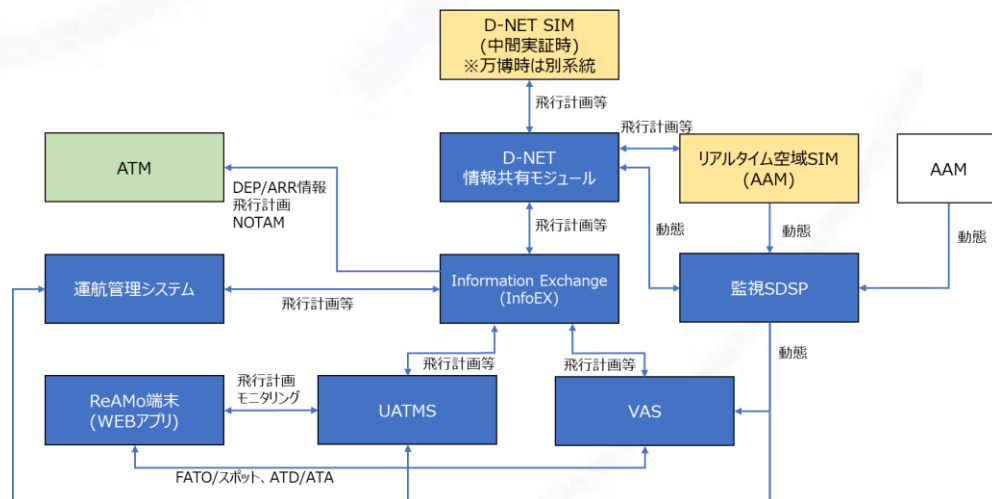 D-NET SIM
(中間実証時)
※万博時は別系統
飛行計画等
飛行計画等
ATM
D-NET
情報共有モジュール
リアルタイム空域SIM
(AAM)
AAM
DEP/ARR情報
飛行計画
NOTAM
飛行計画等
動態
動態
動態
運航管理システム
飛行計画等
Information Exchange
(InfoEX)
監視SDSP
飛行計画等
飛行計画等
動態
ReAMo端末
(WEBアプリ)
飛行計画
モニタリング
UATMS
VAS
FATO/スポット、ATD/ATA